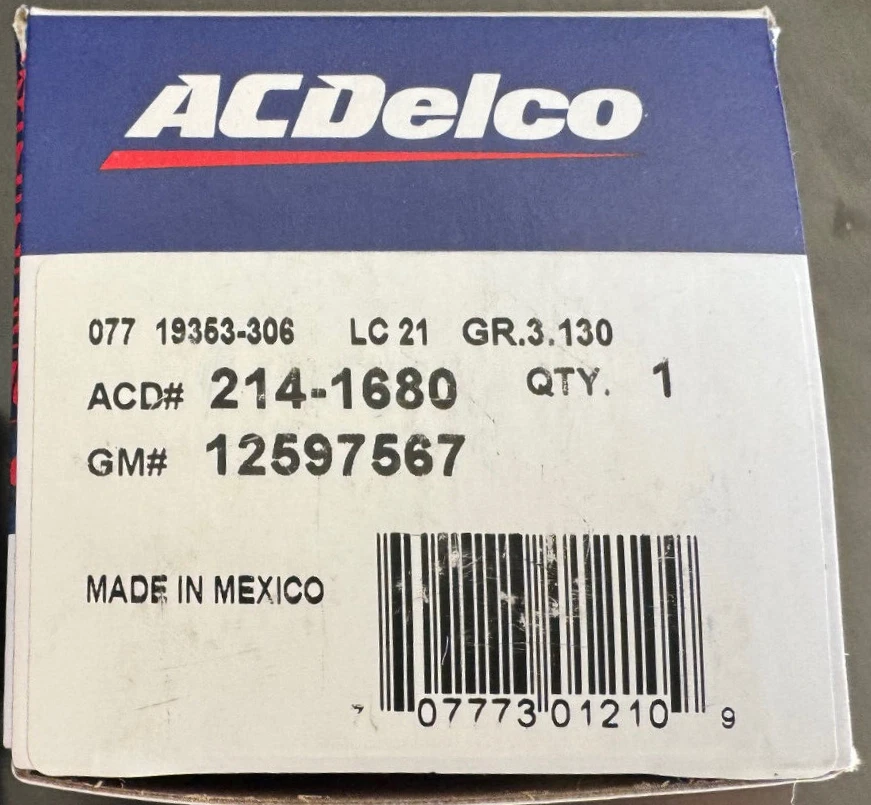 ACDelco
077 19353-306 LC 21 GR.3.130
ACD# 214-1680 QTY. 1
GM# 12597567
MADE IN MEXICO
7 07773 01210 9